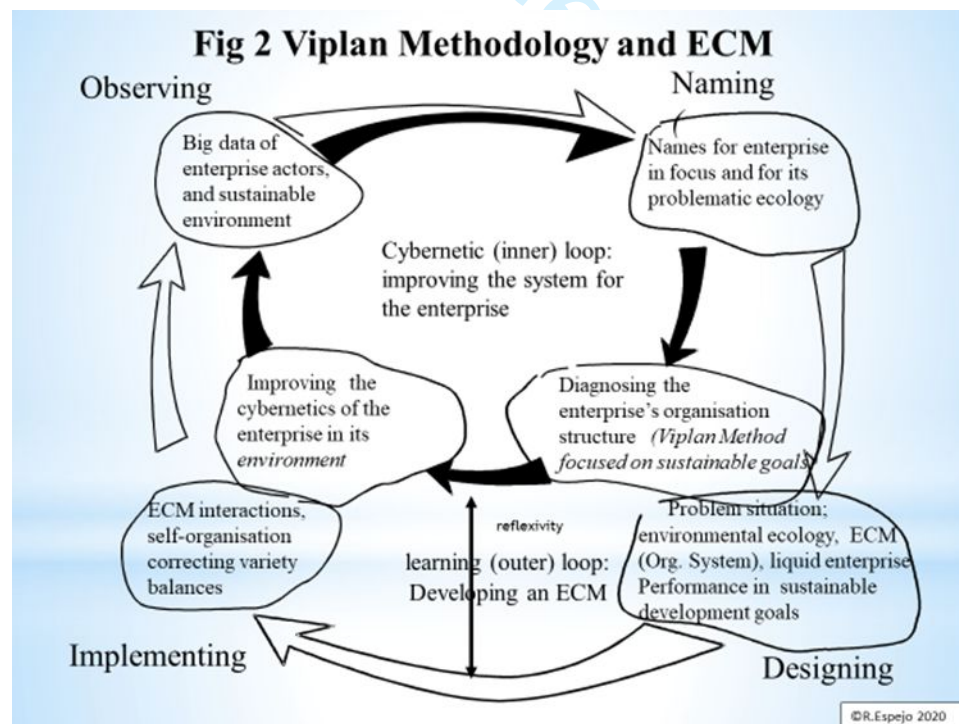 Fig 2 Viplan Methodology and ECM
Observing
Naming
Big data of
enterprise actors,
and sustainable
environment
Names for enterprise
in focus and for its
problematic ecology
Cybernetic (inner) loop:
improving the system for
the enterprise
Improving the
cybernetics of the
enterprise in its
environment
Diagnosing the
enterprise's organisation
structure (Viplan Method
focused on sustainable goals)
ECM interactions,
self-organisation
correcting variety
balances
reflexivity
learning (outer) loop:
Developing an ECM
Problem situation;
environmental ecology, ECM
(Org. System), liquid enterprise
Performance in sustainable
development goals
Implementing
Designing
©R.Espejo 2020